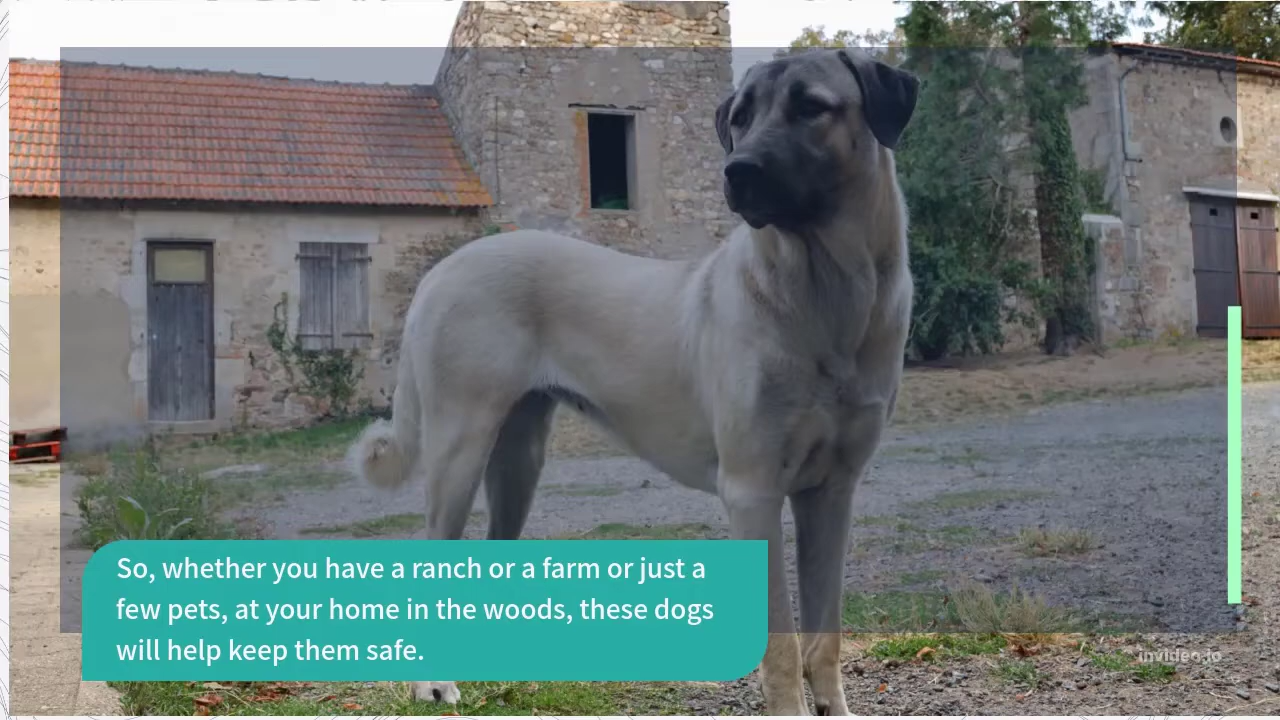 So, whether you have a ranch or a farm or just a
few pets, at your home in the woods, these dogs
will help keep them safe.
invideo.io